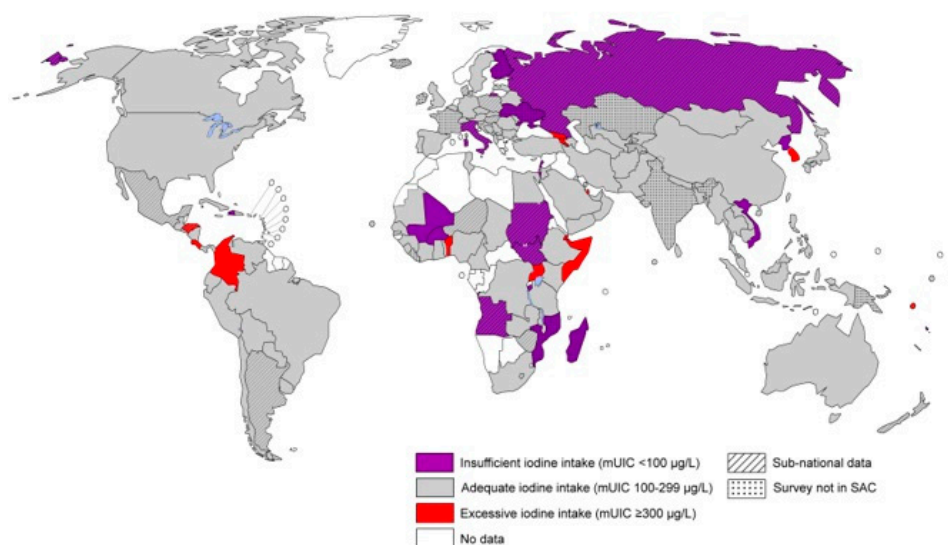 Insufficient iodine intake (mUIC <100 µg/L)
Adequate iodine intake (mUIC 100-299 µg/L)
Excessive iodine intake (mUIC ≥300 µg/L)
No data
Sub-national data
Survey not in SAC